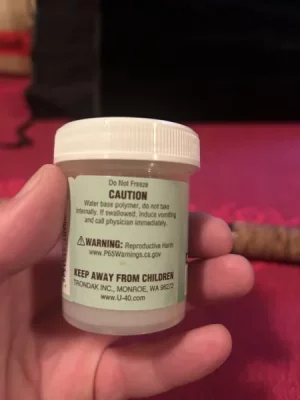 Do Not Freeze
CAUTION
Water base polymer, do not take
internally. If swallowed, induce vomiting
and call physician immediately.
⚠WARNING: Reproductive Harm
www.P65Warnings.ca.gov
KEEP AWAY FROM CHILDREN
TRONDAK INC., MONROE, WA 98272
www.U-40.com